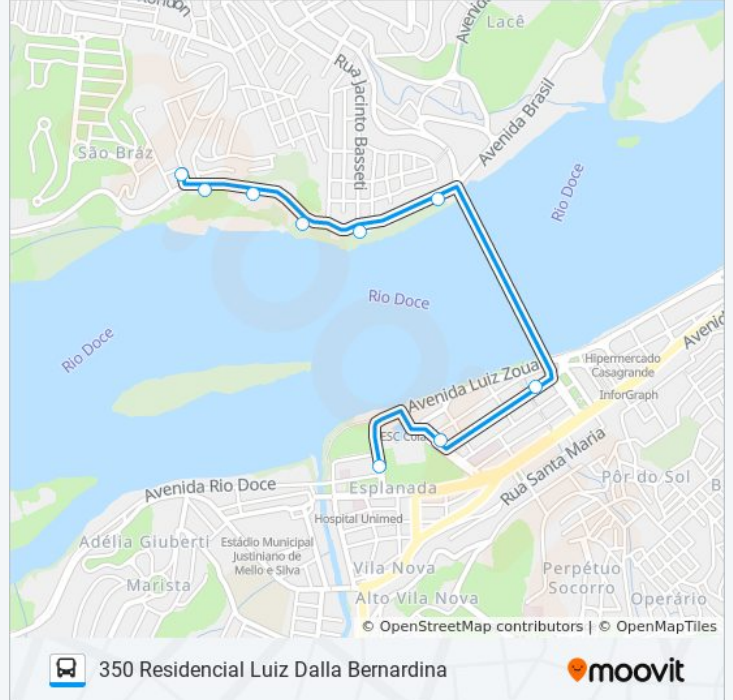 ondon
Lacê
Avenida
Rua Jacinto Basseti
Avenida Brasil
São Bráz
Rio Doce
Rio Doce
Rio Doce
Avenid
Hipermercado
Casagrande
Avenida Luiz Zoua
InforGraph
ESC Cola
Rua Santa Maria
Pôr do Sol
B
Avenida Rio Doce
Esplanada
Hospital Unimed
Adélia Giuberti
Estádio Municipal
Justiniano de
Mello e Silva
Vila Nova
Perpétuo
Socorro
Marista
Alto Vila Nova
Operário
© OpenStreetMap contributors | © OpenMapTiles
350 Residencial Luiz Dalla Bernardina
moovit